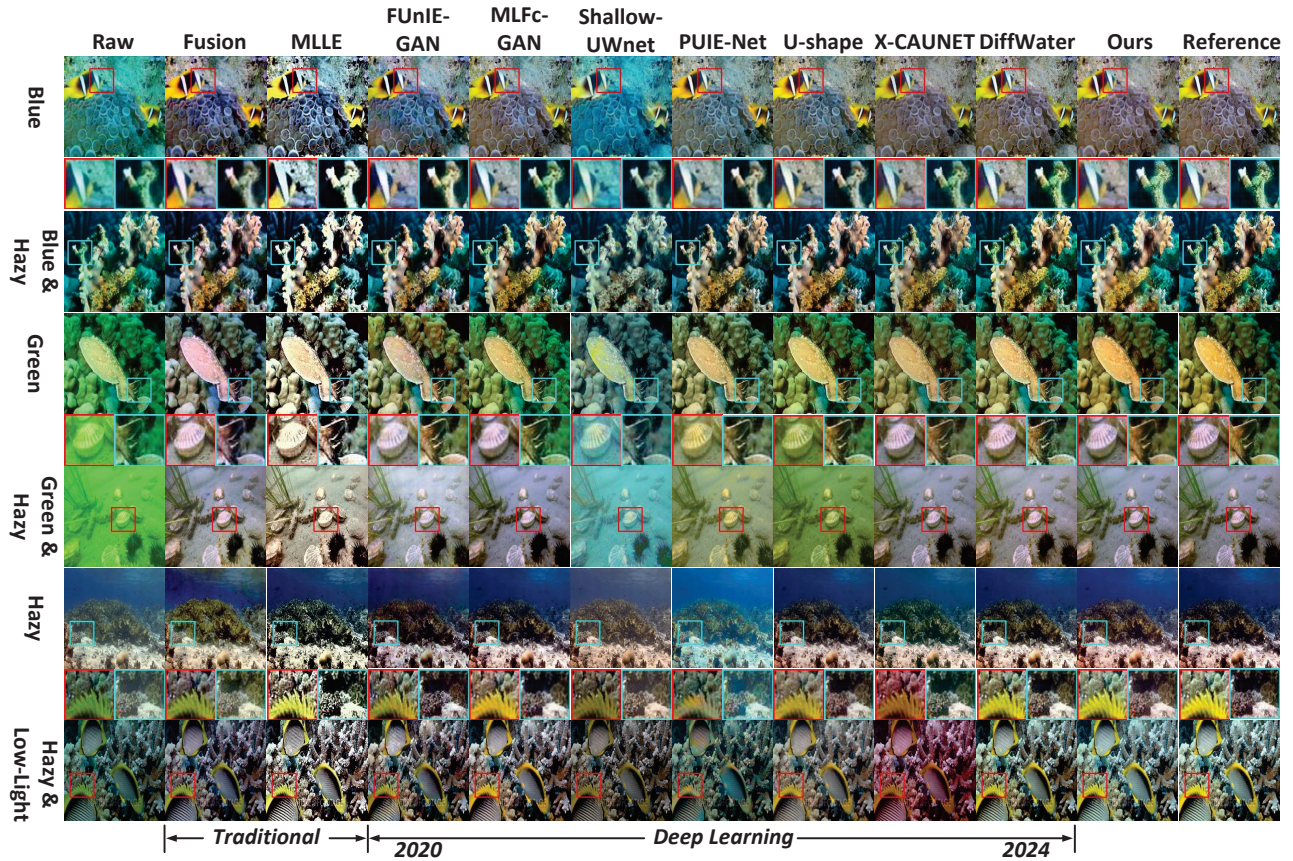 Raw
Fusion
MLLE
FUnIE-
GAN
MLFc-
GAN
Shallow-
UWnet
PUIE-Net
U-shape
X-CAUNET
DiffWater
Ours
Reference
Blue
Blue &
Hazy
Green
Green &
Hazy
Hazy
Hazy &
Low-Light
Traditional
Deep Learning
2020
2024